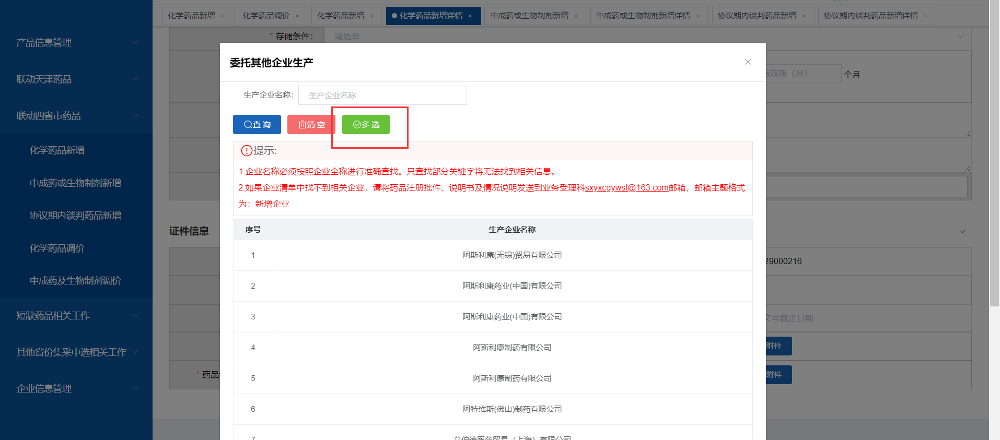 化学药品新增 ×
化学药品调价 ×
化学药品新增 ×
化学药品新增详情 ×
中成药或生物制剂新增 ×
中成药或生物制剂新增详情 ×
协议期内谈判药品新增 ×
协议期内谈判药品新增详情 ×
产品信息管理
联动天津药品
联动四省市药品
化学药品新增
中成药或生物制剂新增
协议期内谈判药品新增
化学药品调价
中成药及生物制剂调价
短缺药品相关工作
其他省份集采中选相关工作
企业信息管理
* 存储条件：
请选择
效期（月）
个月
证件信息
29000216
文号截止日期
附件
* 药品
附件
委托其他企业生产
生产企业名称：
生产企业名称
查 询
清 空
多 选
提示:
1.企业名称必须按照企业全称进行准确查找。只查找部分关键字将无法找到相关信息。
2.如果企业清单中找不到相关企业，请将药品注册批件、说明书及情况说明发送到业务受理科sxyxcgywsl@163.com邮箱，邮箱主题格式
为：新增企业
序号 生产企业名称
1 阿斯利康(无锡)贸易有限公司
2 阿斯利康药业(中国)有限公司
3 阿斯利康药业(中国)有限公司
4 阿斯利康制药有限公司
5 阿斯利康制药有限公司
6 阿特维斯(佛山)制药有限公司
7 艾伯维医药贸易（上海）有限公司